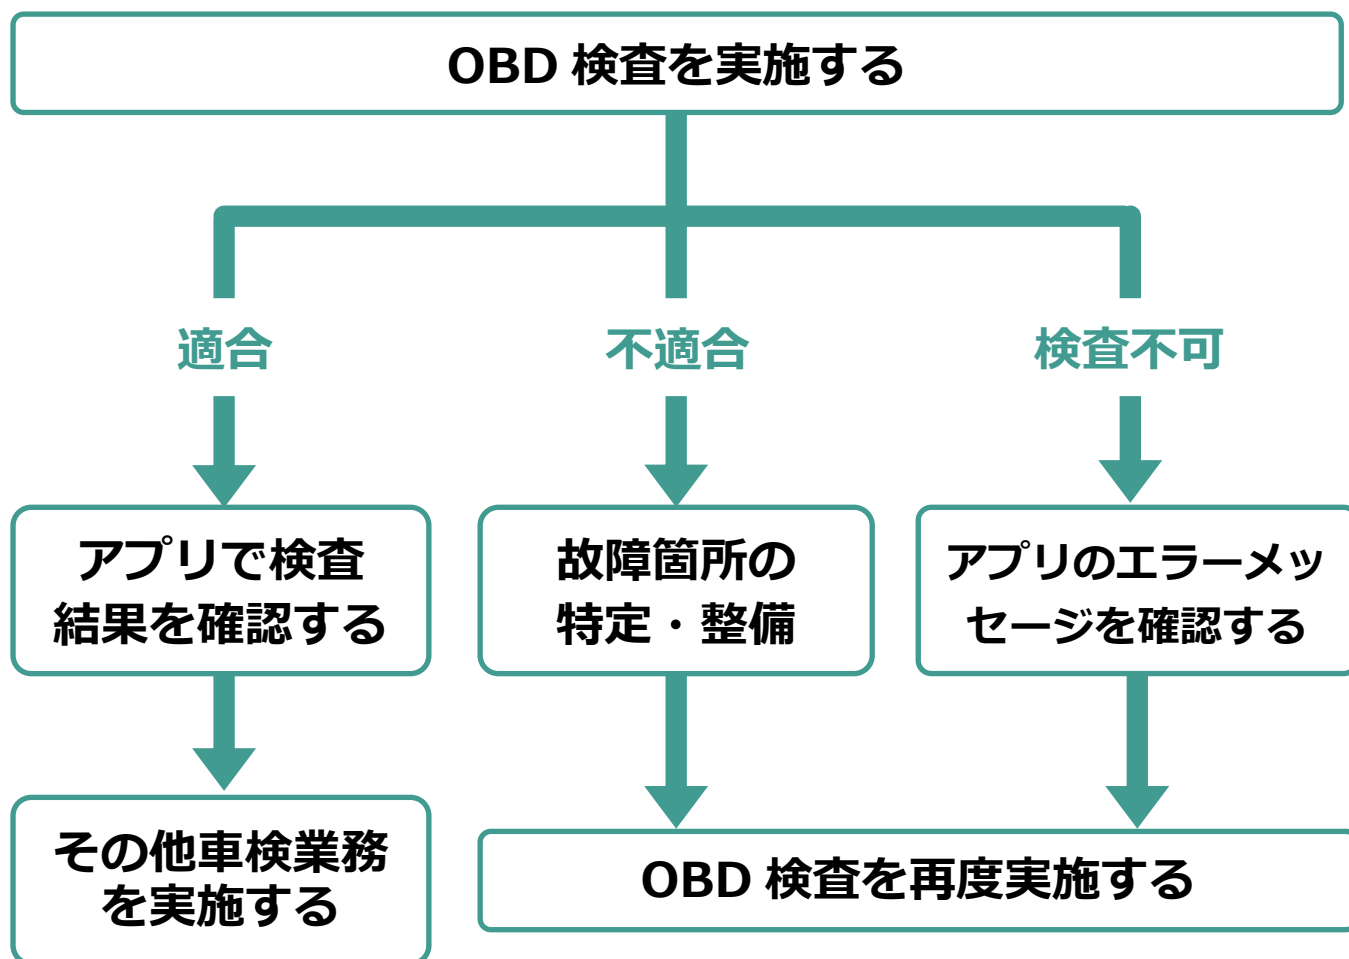 OBD 検査を実施する
適合
不適合
検査不可
アプリで検査
結果を確認する
故障箇所の
特定・整備
アプリのエラーメッ
セージを確認する
その他車検業務
を実施する
OBD 検査を再度実施する